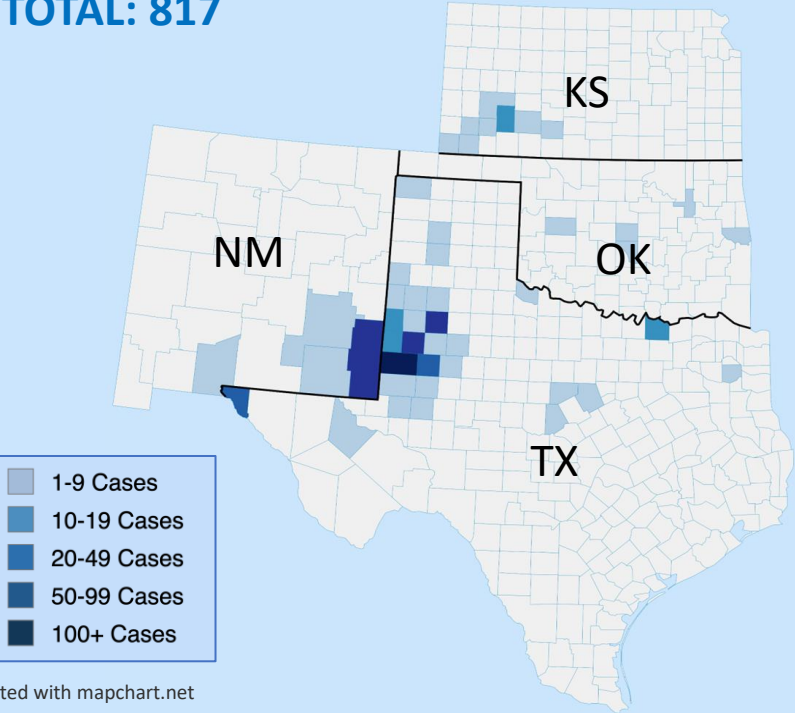 TOTAL: 817
KS
NM
OK
TX
1-9 Cases
10-19 Cases
20-49 Cases
50-99 Cases
100+ Cases
ted with mapchart.net